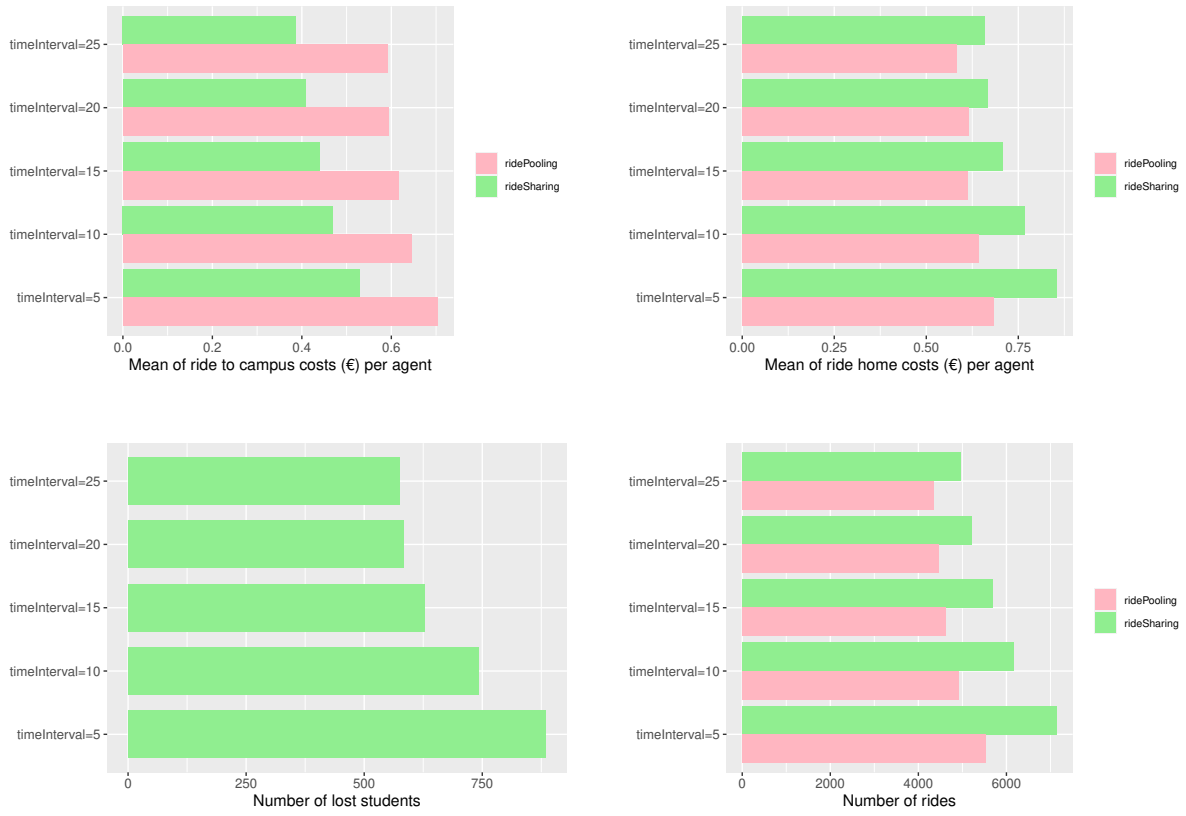 timeInterval=25
timeInterval=20
timeInterval=15
timeInterval=10
timeInterval=5
0.0 0.2 0.4 0.6
Mean of ride to campus costs (€) per agent
ridePooling
rideSharing
timeInterval=25
timeInterval=20
timeInterval=15
timeInterval=10
timeInterval=5
0.00 0.25 0.50 0.75
Mean of ride home costs (€) per agent
ridePooling
rideSharing
timeInterval=25
timeInterval=20
timeInterval=15
timeInterval=10
timeInterval=5
0 250 500 750
Number of lost students
timeInterval=25
timeInterval=20
timeInterval=15
timeInterval=10
timeInterval=5
0 2000 4000 6000
Number of rides
ridePooling
rideSharing